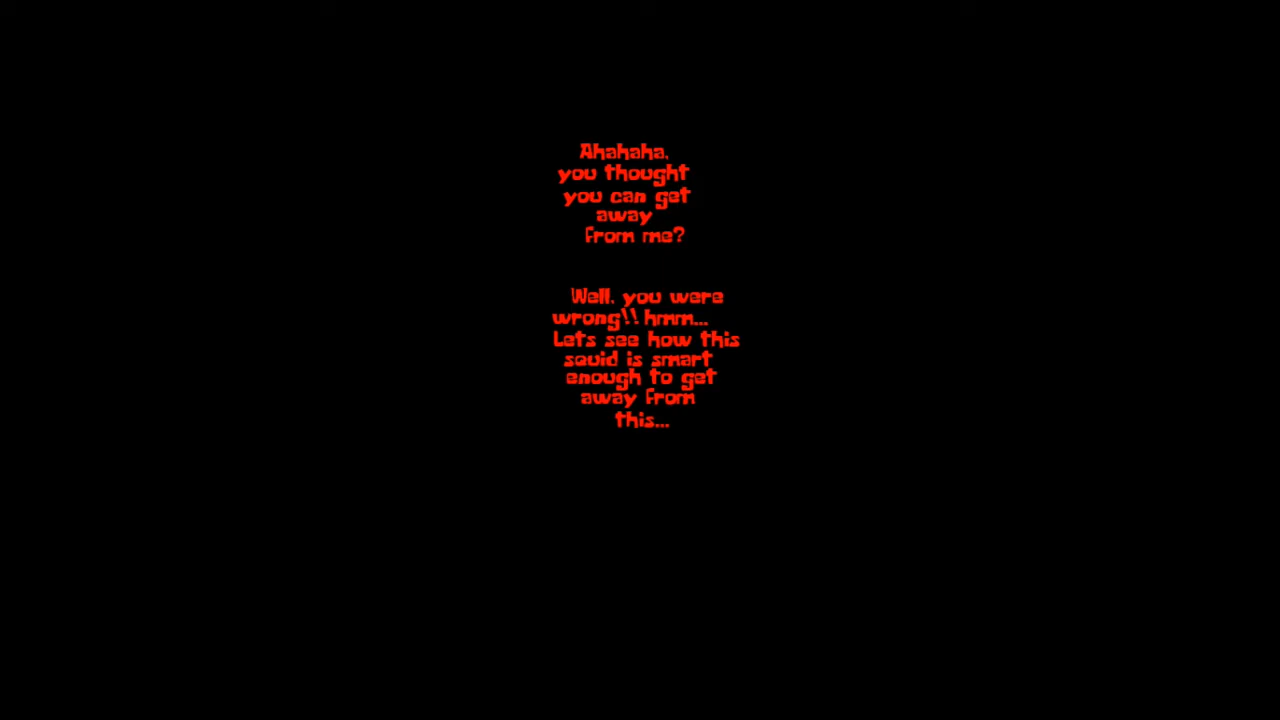 Ahahaha,
you thought
you can get
away
from me?
Well, you were
wrong!! hmm...
Lets see how this
squid is smart
enough to get
away from
this...